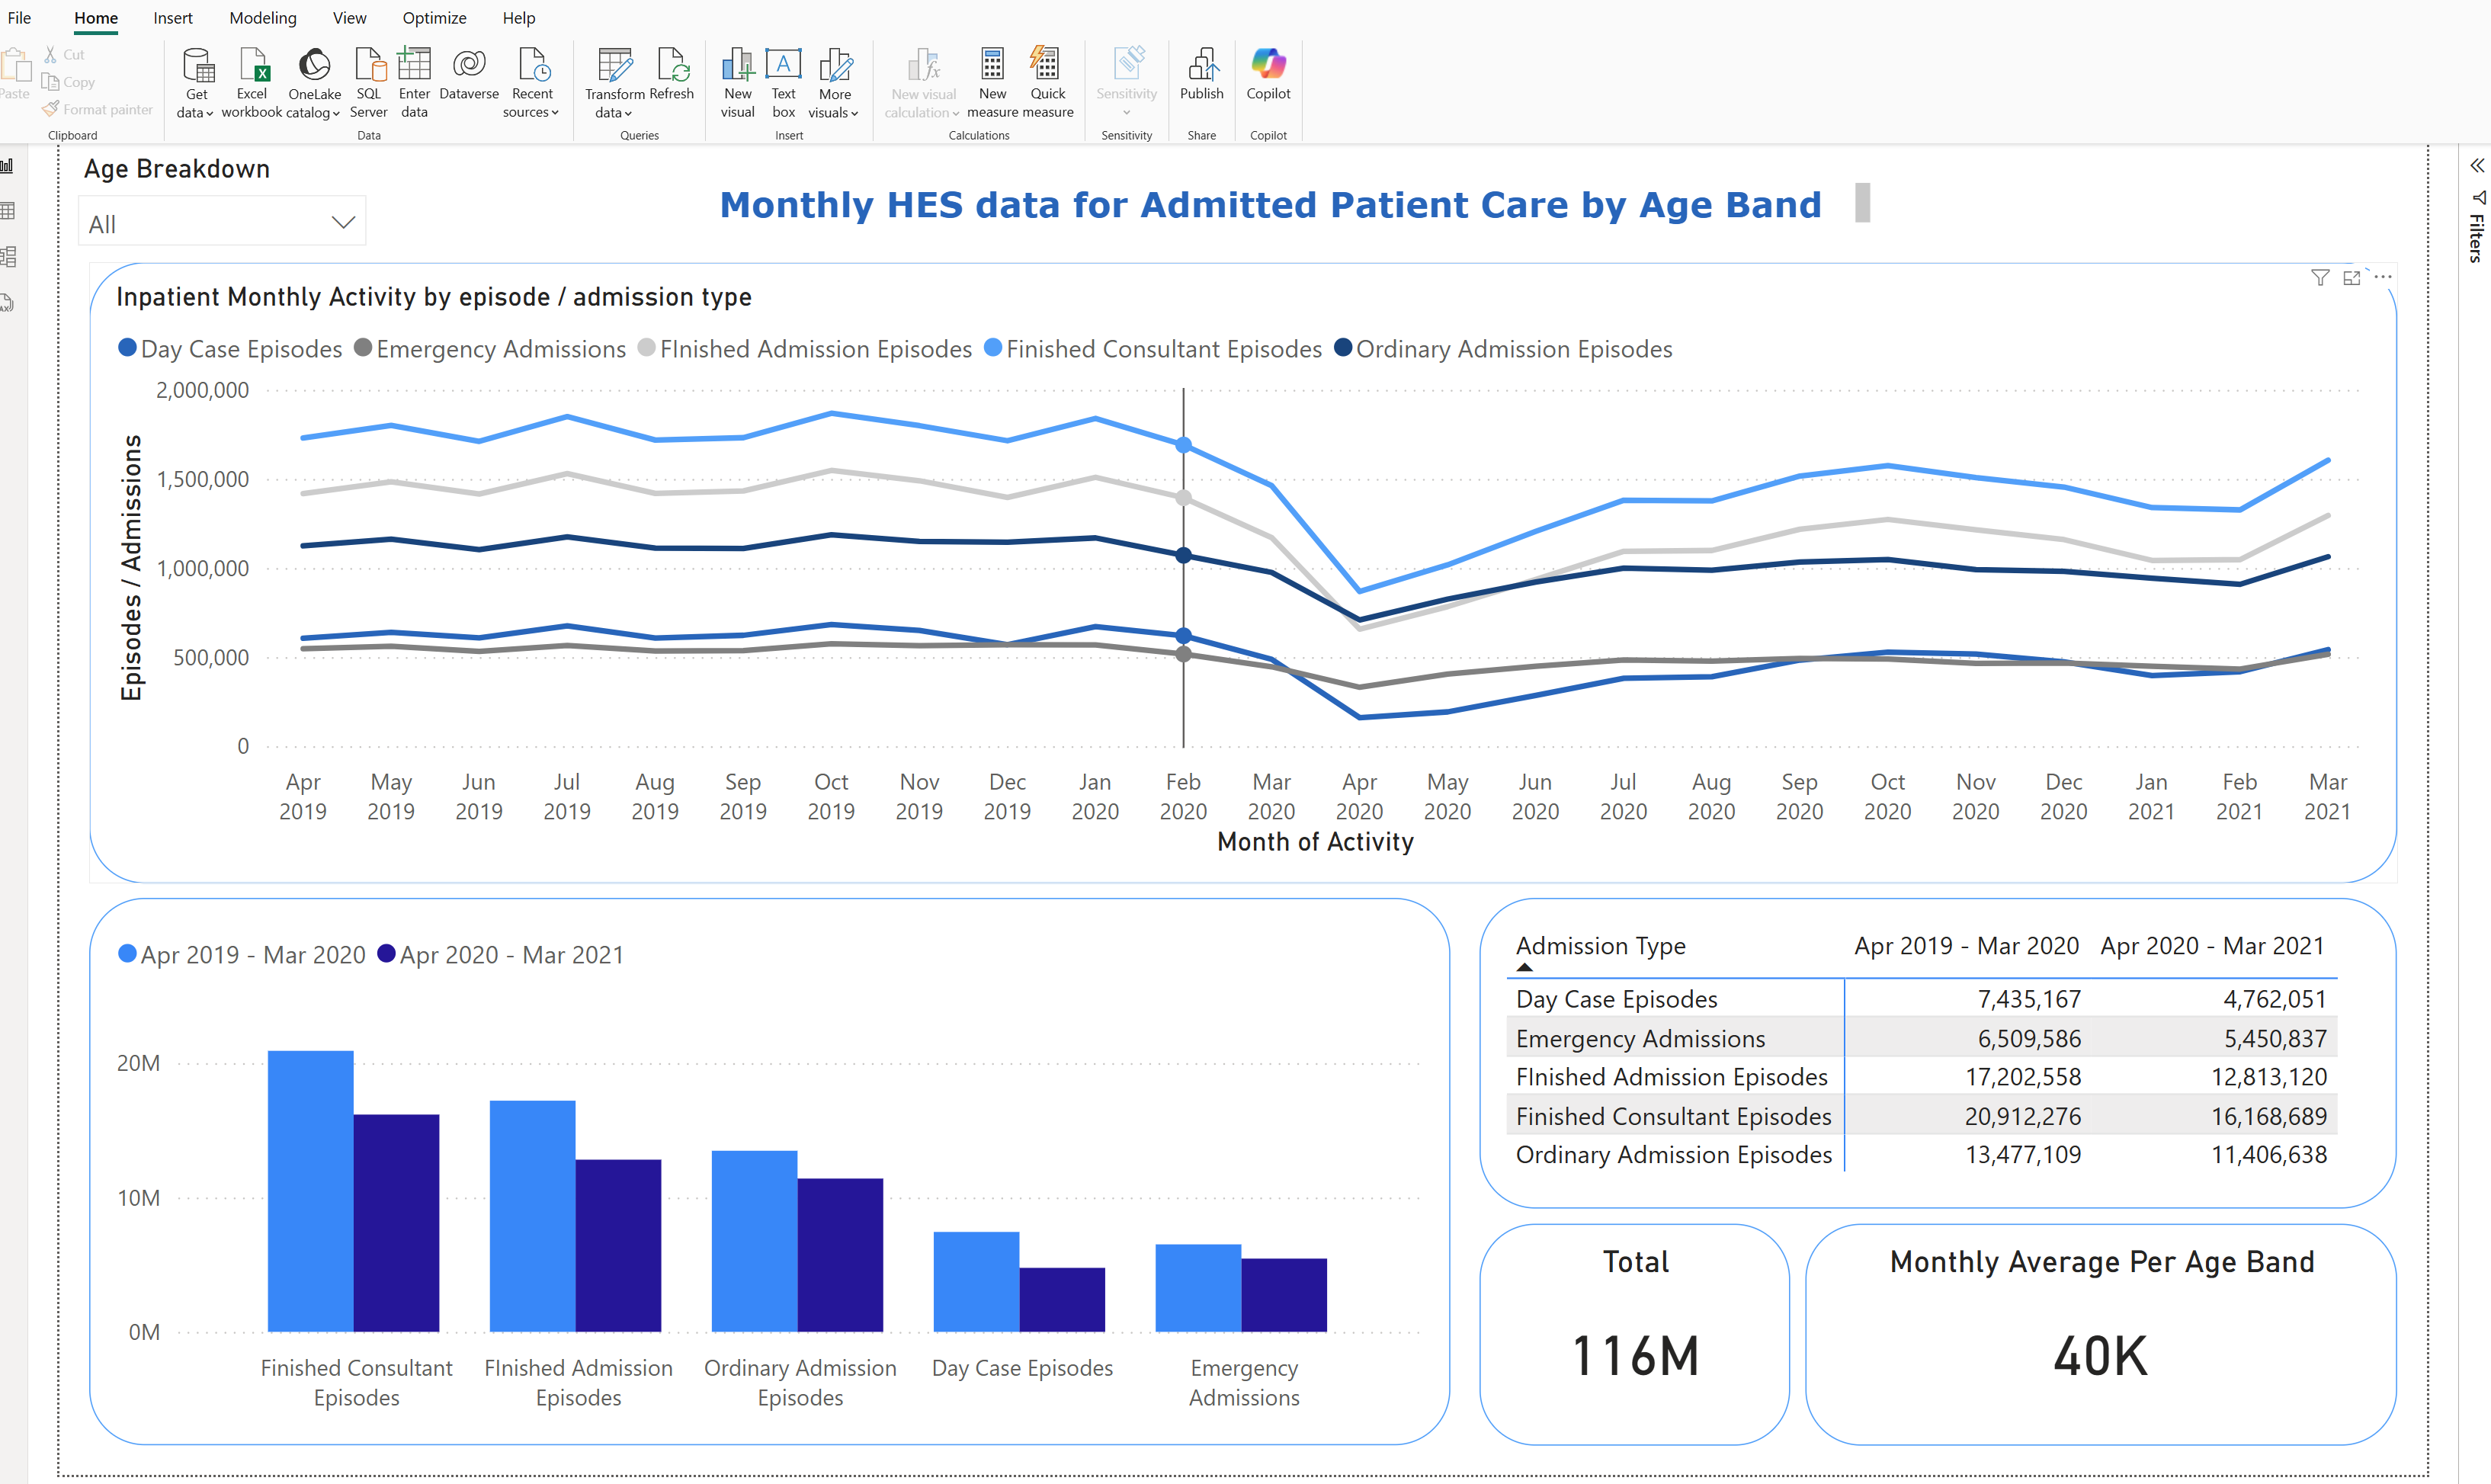 File Home Insert Modeling View Optimize Help
Paste
Cut
Copy
Format painter
Clipboard
Get data
Excel workbook
OneLake catalog
SQL Server
Enter data
Dataverse
Recent sources
Data
Transform data
Refresh
Queries
New visual
Text box
More visuals
Insert
New visual calculation
New measure
Quick measure
Calculations
Sensitivity
Sensitivity
Publish
Share
Copilot
Copilot
Filters
Age Breakdown
All
Monthly HES data for Admitted Patient Care by Age Band
Inpatient Monthly Activity by episode / admission type
Day Case Episodes Emergency Admissions FInished Admission Episodes Finished Consultant Episodes Ordinary Admission Episodes
Episodes / Admissions
2,000,000
1,500,000
1,000,000
500,000
0
Apr May Jun Jul Aug Sep Oct Nov Dec Jan Feb Mar Apr May Jun Jul Aug Sep Oct Nov Dec Jan Feb Mar
2019 2019 2019 2019 2019 2019 2019 2019 2019 2020 2020 2020 2020 2020 2020 2020 2020 2020 2020 2020 2020 2021 2021 2021
Month of Activity
Apr 2019 - Mar 2020 Apr 2020 - Mar 2021
20M
10M
0M
Finished Consultant Episodes
FInished Admission Episodes
Ordinary Admission Episodes
Day Case Episodes
Emergency Admissions
Admission Type Apr 2019 - Mar 2020 Apr 2020 - Mar 2021
Day Case Episodes 7,435,167 4,762,051
Emergency Admissions 6,509,586 5,450,837
FInished Admission Episodes 17,202,558 12,813,120
Finished Consultant Episodes 20,912,276 16,168,689
Ordinary Admission Episodes 13,477,109 11,406,638
Total
116M
Monthly Average Per Age Band
40K